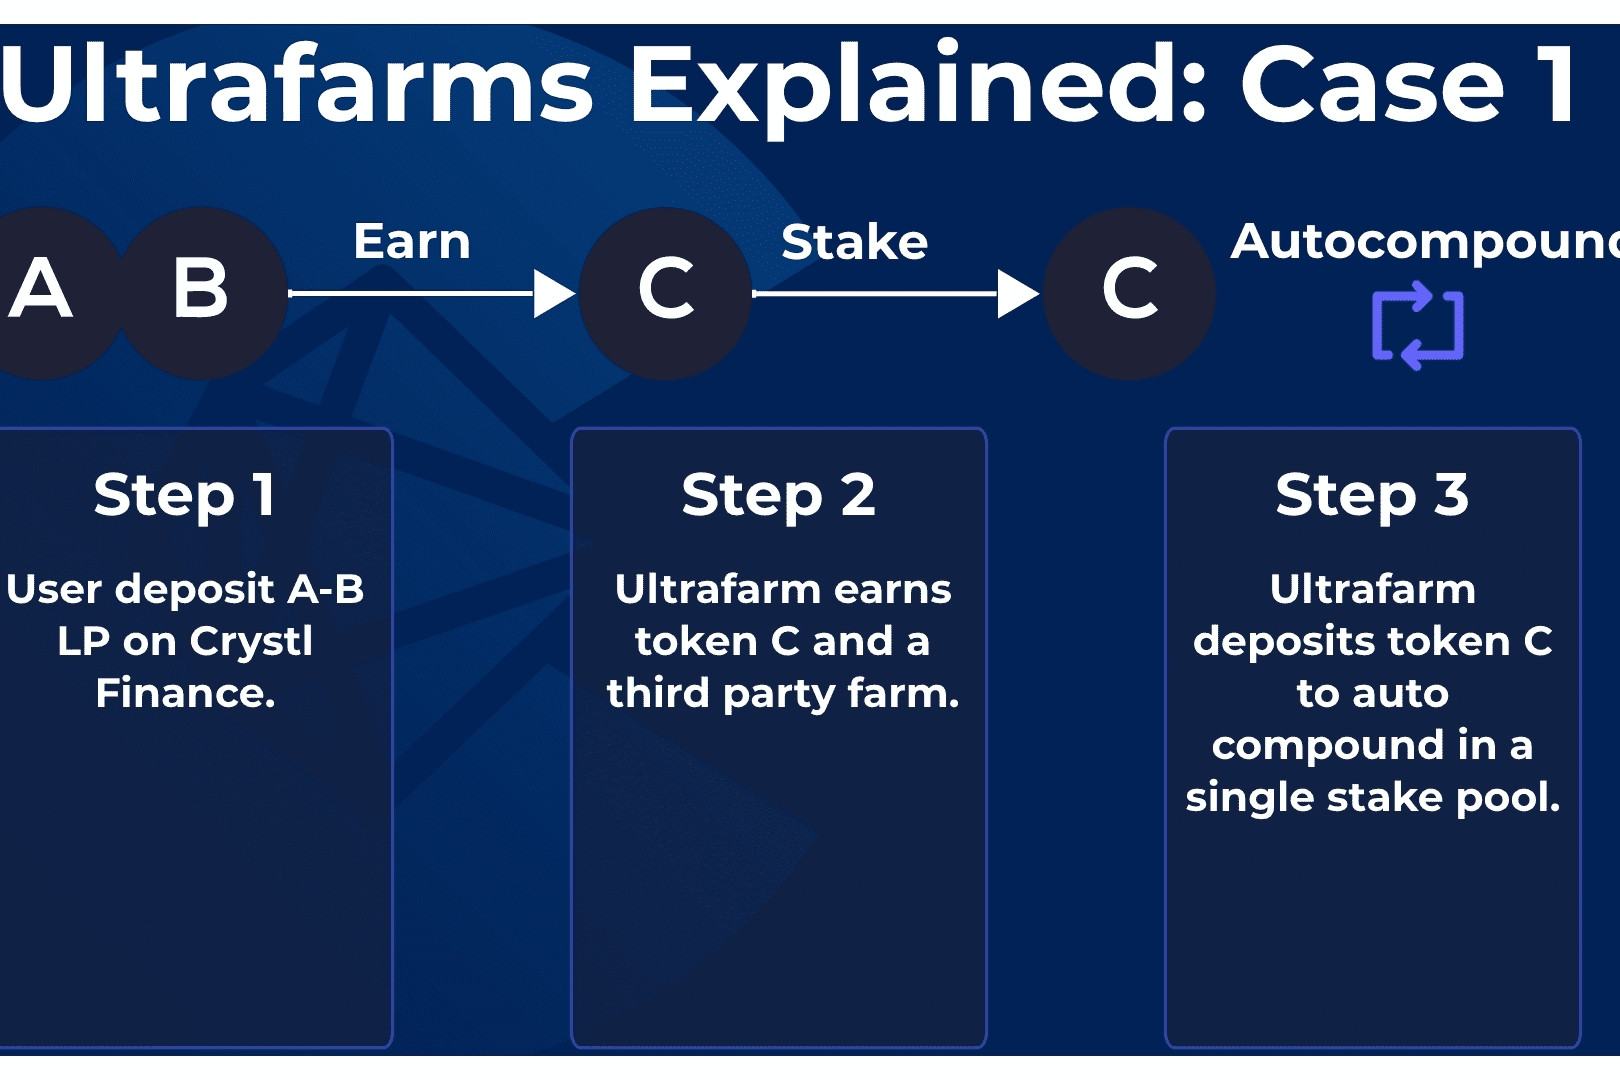 Ultrafarms Explained: Case 1
A B Earn C Stake C Autocompound
Step 1
User deposit A-B
LP on Crystl
Finance.
Step 2
Ultrafarm earns
token C and a
third party farm.
Step 3
Ultrafarm
deposits token C
to auto
compound in a
single stake pool.